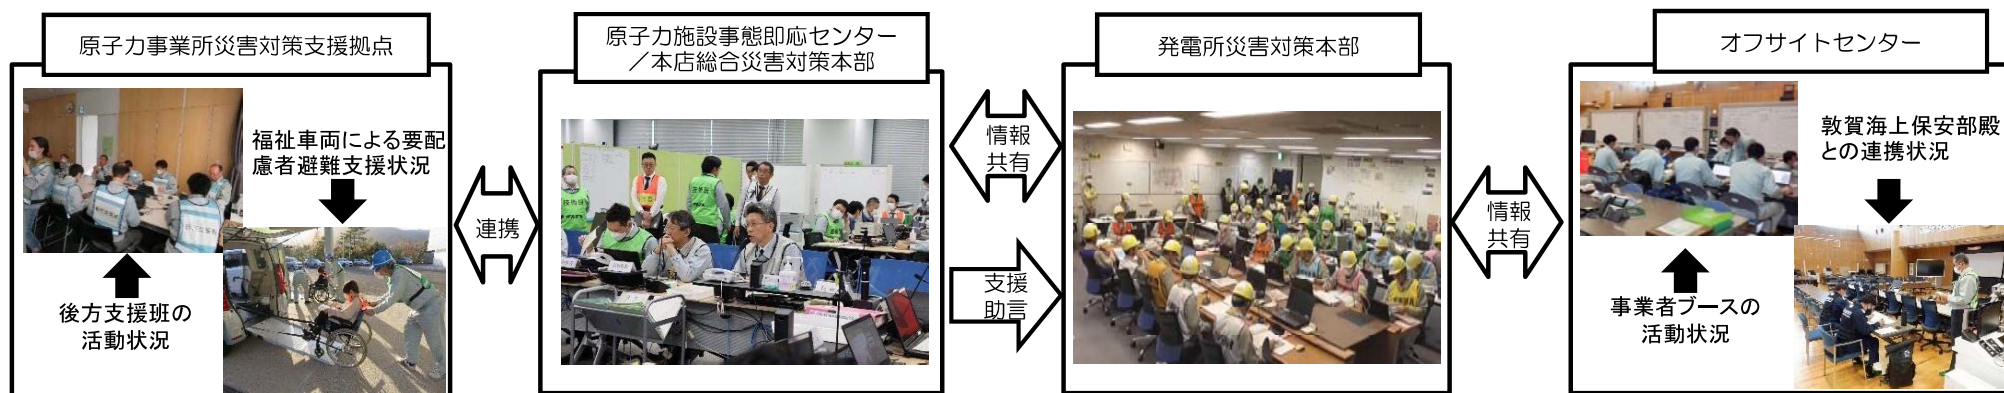 原子力事業所災害対策支援拠点
福祉車両による要配
慮者避難支援状況
後方支援班の
活動状況
連携
原子力施設事態即応センター
／本店総合災害対策本部
情報
共有
支援
助言
発電所災害対策本部
情報
共有
オフサイトセンター
敦賀海上保安部殿
との連携状況
事業者ブースの
活動状況